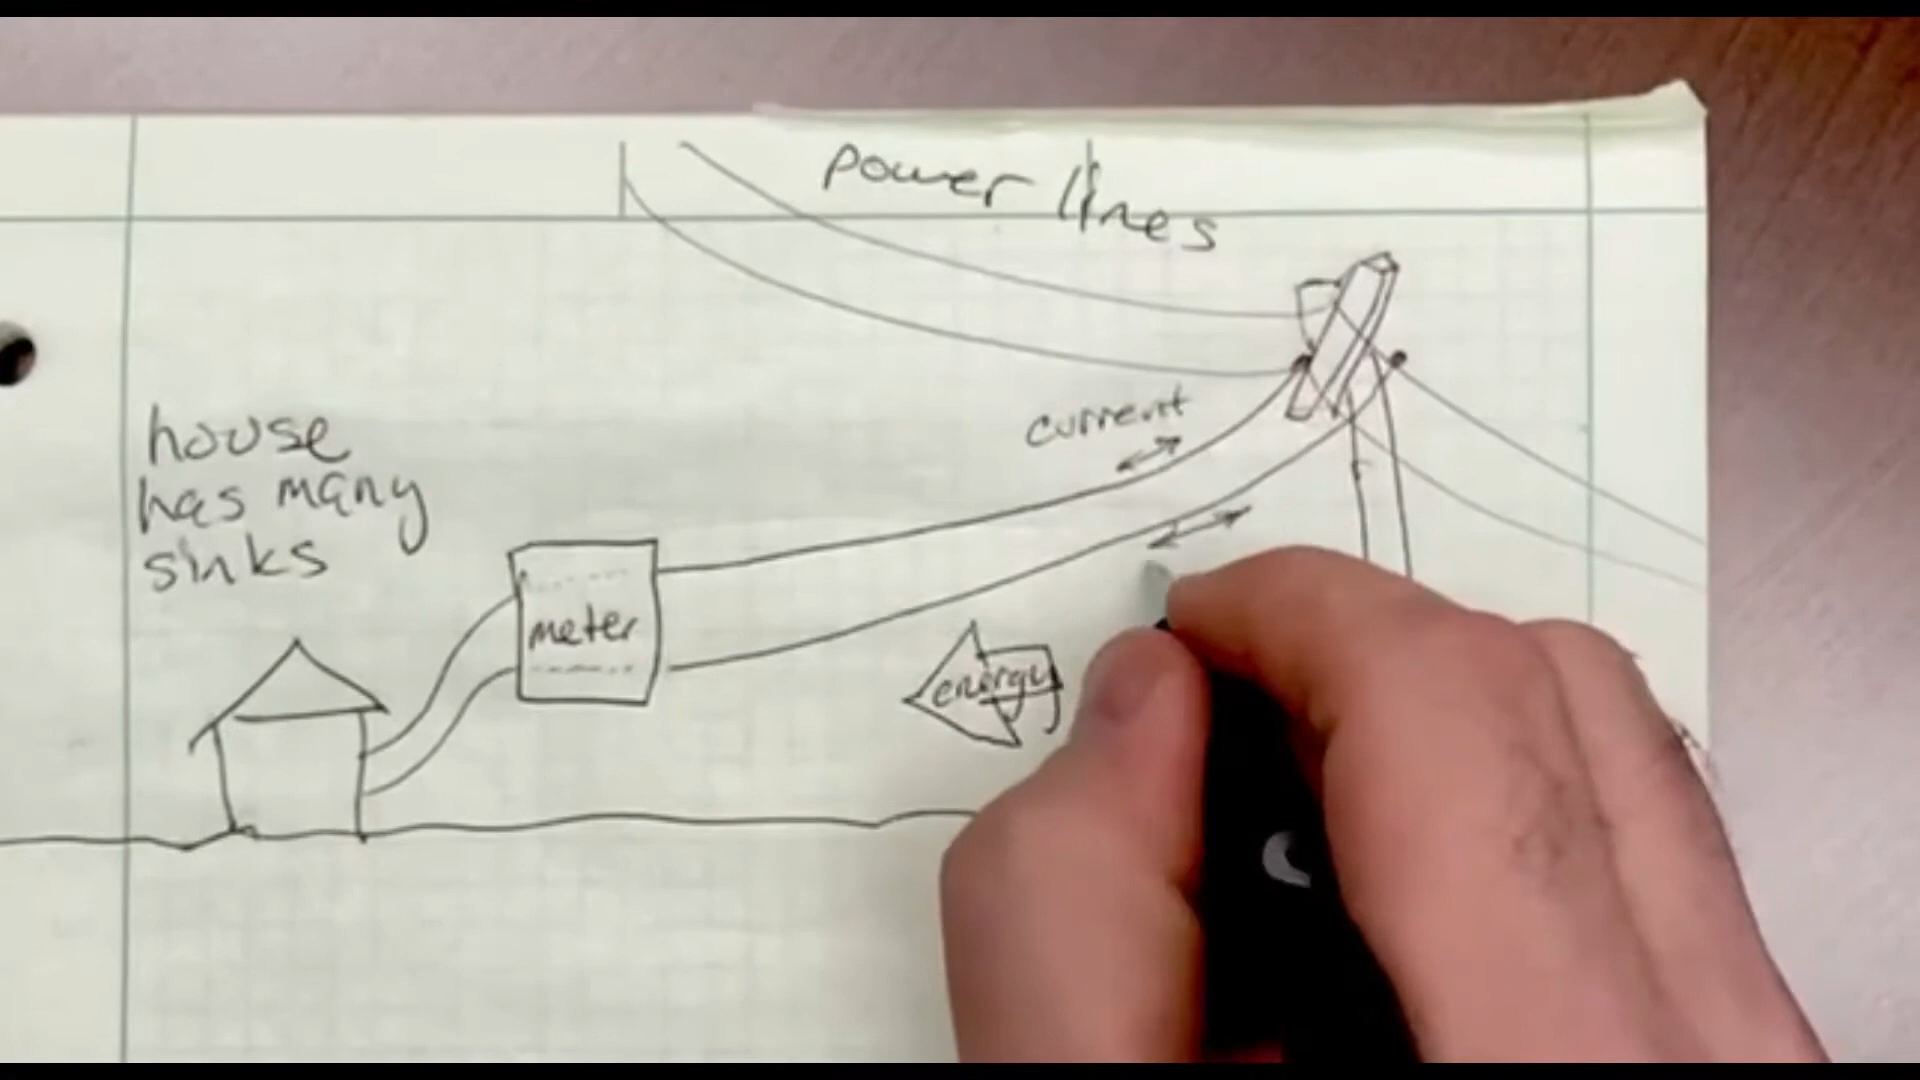 power lines
current
house
has many
sinks
meter
energy